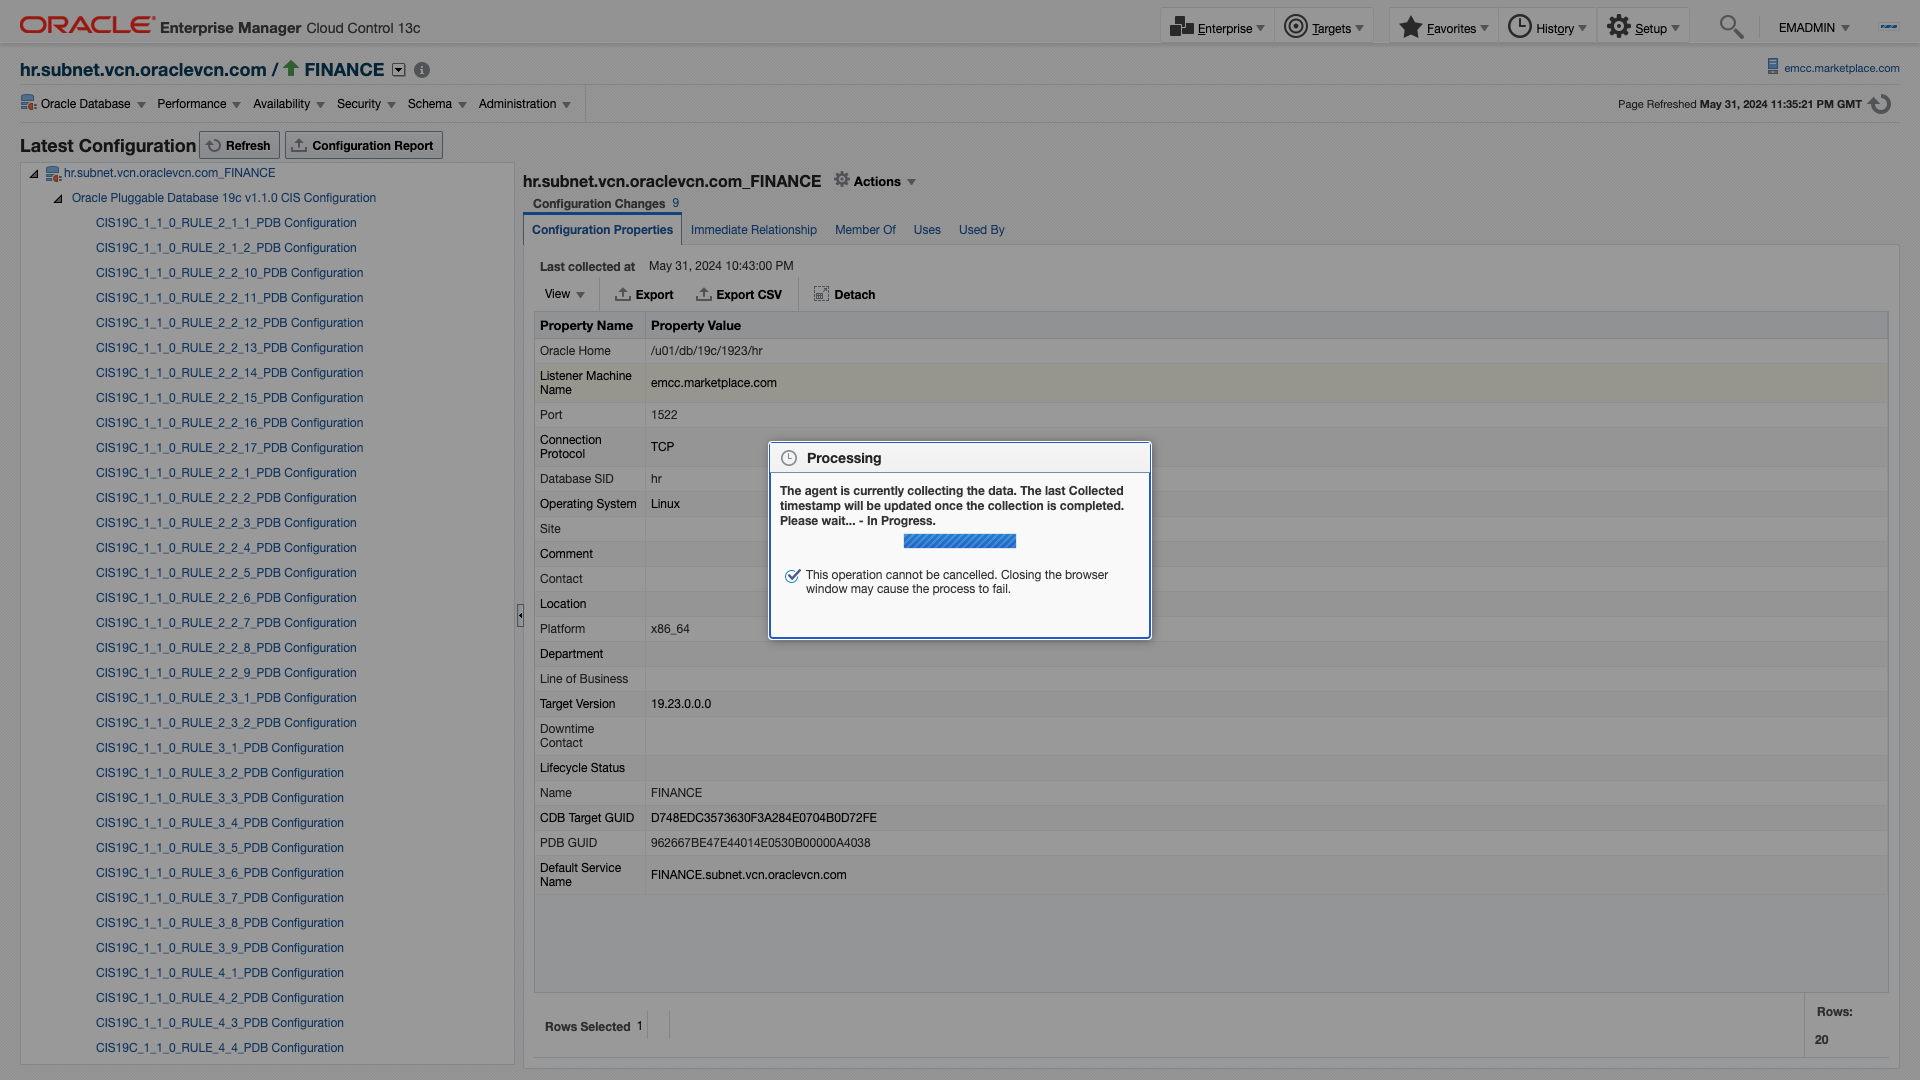 ORACLE Enterprise Manager Cloud Control 13c
Enterprise
Targets
Favorites
History
Setup
EMADMIN
hr.subnet.vcn.oraclevcn.com / FINANCE
emcc.marketplace.com
Oracle Database
Performance
Availability
Security
Schema
Administration
Page Refreshed May 31, 2024 11:35:21 PM GMT
Latest Configuration
Refresh
Configuration Report
hr.subnet.vcn.oraclevcn.com_FINANCE
Oracle Pluggable Database 19c v1.1.0 CIS Configuration
CIS19C_1_1_0_RULE_2_1_1_PDB Configuration
CIS19C_1_1_0_RULE_2_1_2_PDB Configuration
CIS19C_1_1_0_RULE_2_2_10_PDB Configuration
CIS19C_1_1_0_RULE_2_2_11_PDB Configuration
CIS19C_1_1_0_RULE_2_2_12_PDB Configuration
CIS19C_1_1_0_RULE_2_2_13_PDB Configuration
CIS19C_1_1_0_RULE_2_2_14_PDB Configuration
CIS19C_1_1_0_RULE_2_2_15_PDB Configuration
CIS19C_1_1_0_RULE_2_2_16_PDB Configuration
CIS19C_1_1_0_RULE_2_2_17_PDB Configuration
CIS19C_1_1_0_RULE_2_2_1_PDB Configuration
CIS19C_1_1_0_RULE_2_2_2_PDB Configuration
CIS19C_1_1_0_RULE_2_2_3_PDB Configuration
CIS19C_1_1_0_RULE_2_2_4_PDB Configuration
CIS19C_1_1_0_RULE_2_2_5_PDB Configuration
CIS19C_1_1_0_RULE_2_2_6_PDB Configuration
CIS19C_1_1_0_RULE_2_2_7_PDB Configuration
CIS19C_1_1_0_RULE_2_2_8_PDB Configuration
CIS19C_1_1_0_RULE_2_2_9_PDB Configuration
CIS19C_1_1_0_RULE_2_3_1_PDB Configuration
CIS19C_1_1_0_RULE_2_3_2_PDB Configuration
CIS19C_1_1_0_RULE_3_1_PDB Configuration
CIS19C_1_1_0_RULE_3_2_PDB Configuration
CIS19C_1_1_0_RULE_3_3_PDB Configuration
CIS19C_1_1_0_RULE_3_4_PDB Configuration
CIS19C_1_1_0_RULE_3_5_PDB Configuration
CIS19C_1_1_0_RULE_3_6_PDB Configuration
CIS19C_1_1_0_RULE_3_7_PDB Configuration
CIS19C_1_1_0_RULE_3_8_PDB Configuration
CIS19C_1_1_0_RULE_3_9_PDB Configuration
CIS19C_1_1_0_RULE_4_1_PDB Configuration
CIS19C_1_1_0_RULE_4_2_PDB Configuration
CIS19C_1_1_0_RULE_4_3_PDB Configuration
CIS19C_1_1_0_RULE_4_4_PDB Configuration
hr.subnet.vcn.oraclevcn.com_FINANCE
Actions
Configuration Changes 9
Configuration Properties
Immediate Relationship
Member Of
Uses
Used By
Last collected at May 31, 2024 10:43:00 PM
View
Export
Export CSV
Detach
Property Name Property Value
Oracle Home /u01/db/19c/1923/hr
Listener Machine
Name
emcc.marketplace.com
Port 1522
Connection
Protocol
TCP
Database SID hr
Operating System Linux
Site
Comment
Contact
Location
Platform x86_64
Department
Line of Business
Target Version 19.23.0.0.0
Downtime
Contact
Lifecycle Status
Name FINANCE
CDB Target GUID D748EDC3573630F3A284E0704B0D72FE
PDB GUID 962667BE47E44014E0530B00000A4038
Default Service
Name
FINANCE.subnet.vcn.oraclevcn.com
Rows Selected 1
Rows:
20
Processing
The agent is currently collecting the data. The last Collected
timestamp will be updated once the collection is completed.
Please wait... - In Progress.
This operation cannot be cancelled. Closing the browser
window may cause the process to fail.